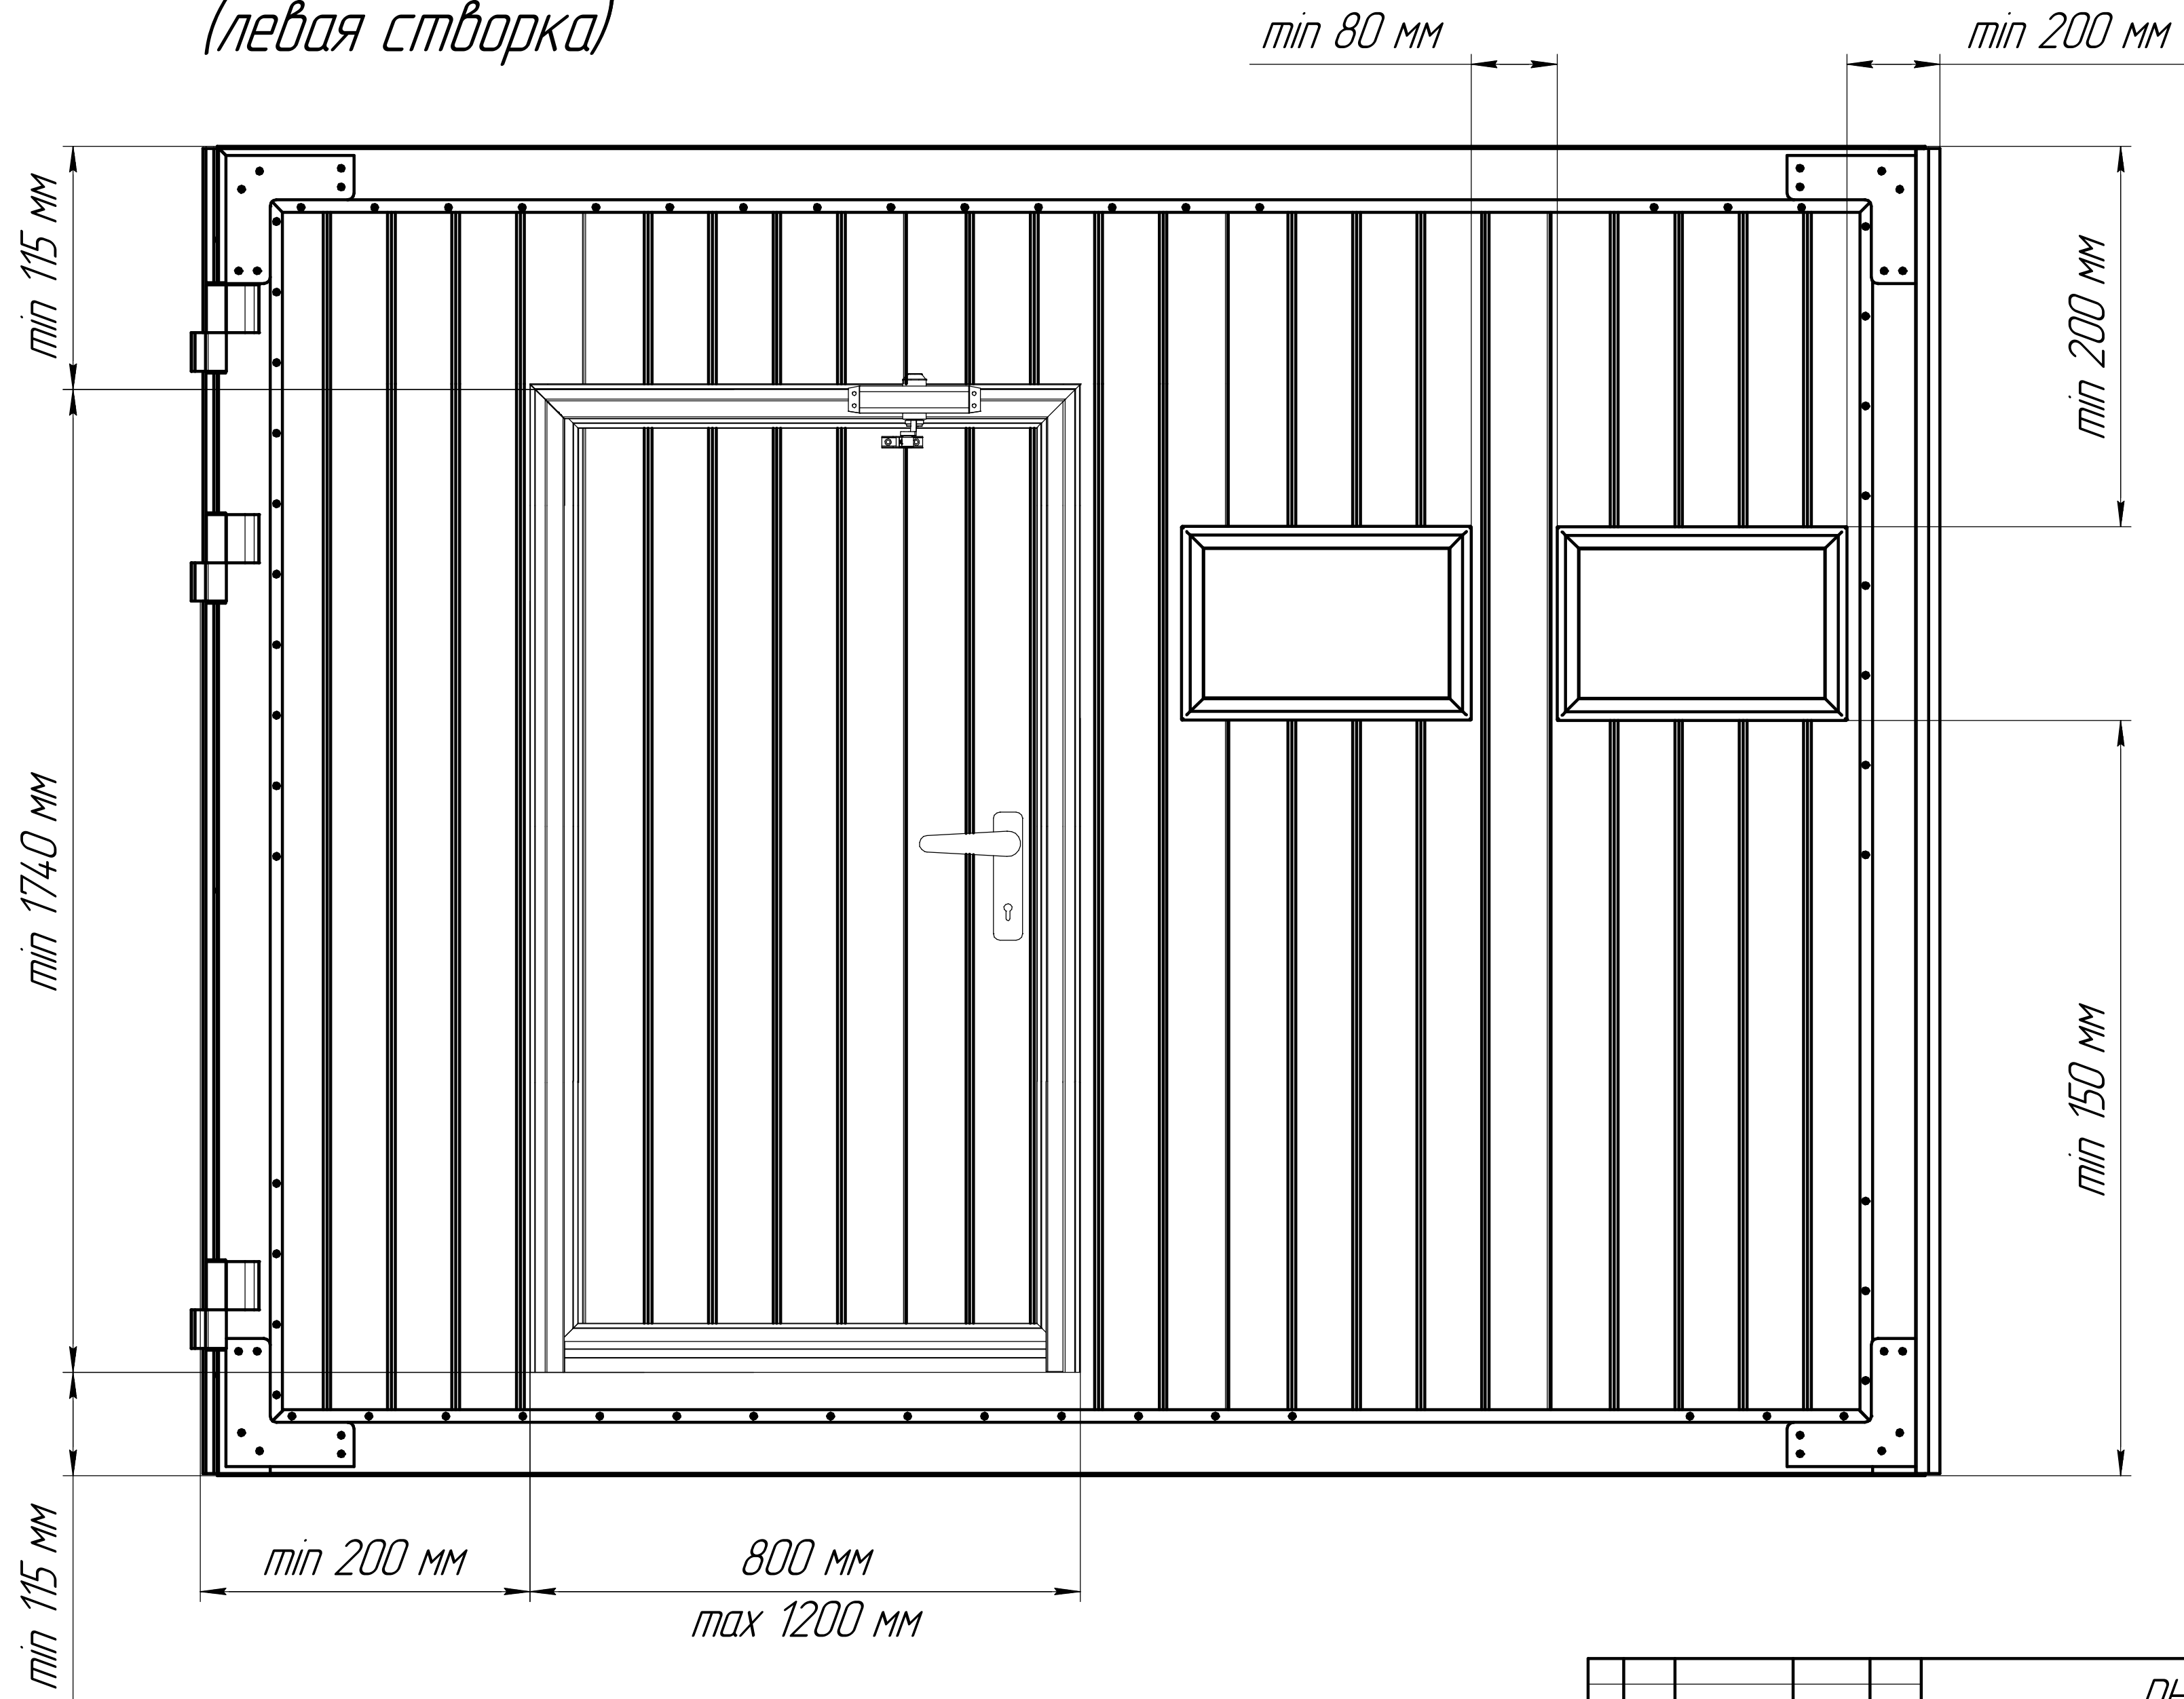 (левая створка)
min 80 мм
min 200 мм
min 115 мм
min 200 мм
min 1740 мм
min 150 мм
min 115 мм
min 200 мм
800 мм
max 1200 мм